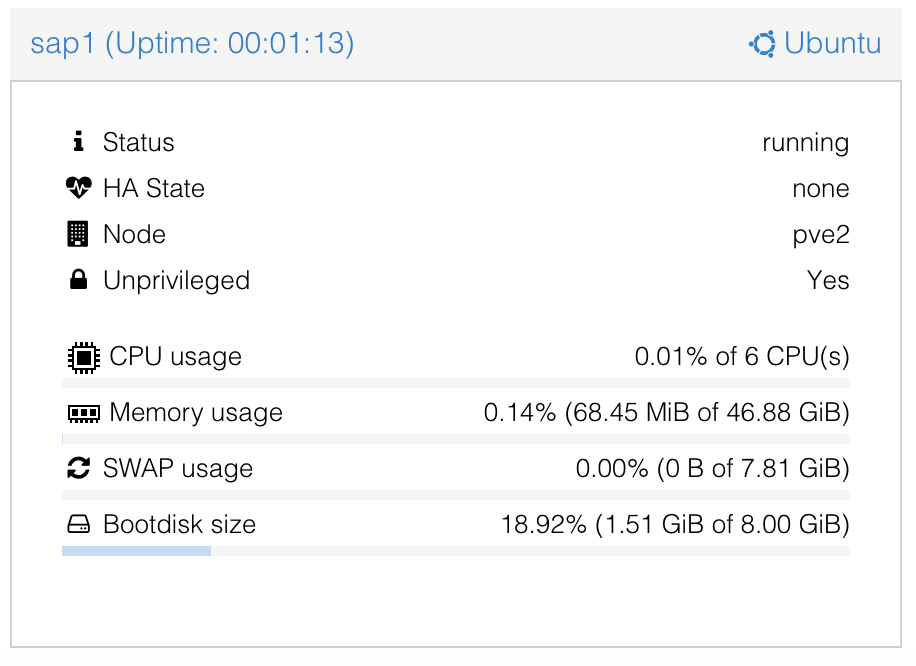 sap1 (Uptime: 00:01:13) Ubuntu
Status running
HA State none
Node pve2
Unprivileged Yes
CPU usage 0.01% of 6 CPU(s)
Memory usage 0.14% (68.45 MiB of 46.88 GiB)
SWAP usage 0.00% (0 B of 7.81 GiB)
Bootdisk size 18.92% (1.51 GiB of 8.00 GiB)